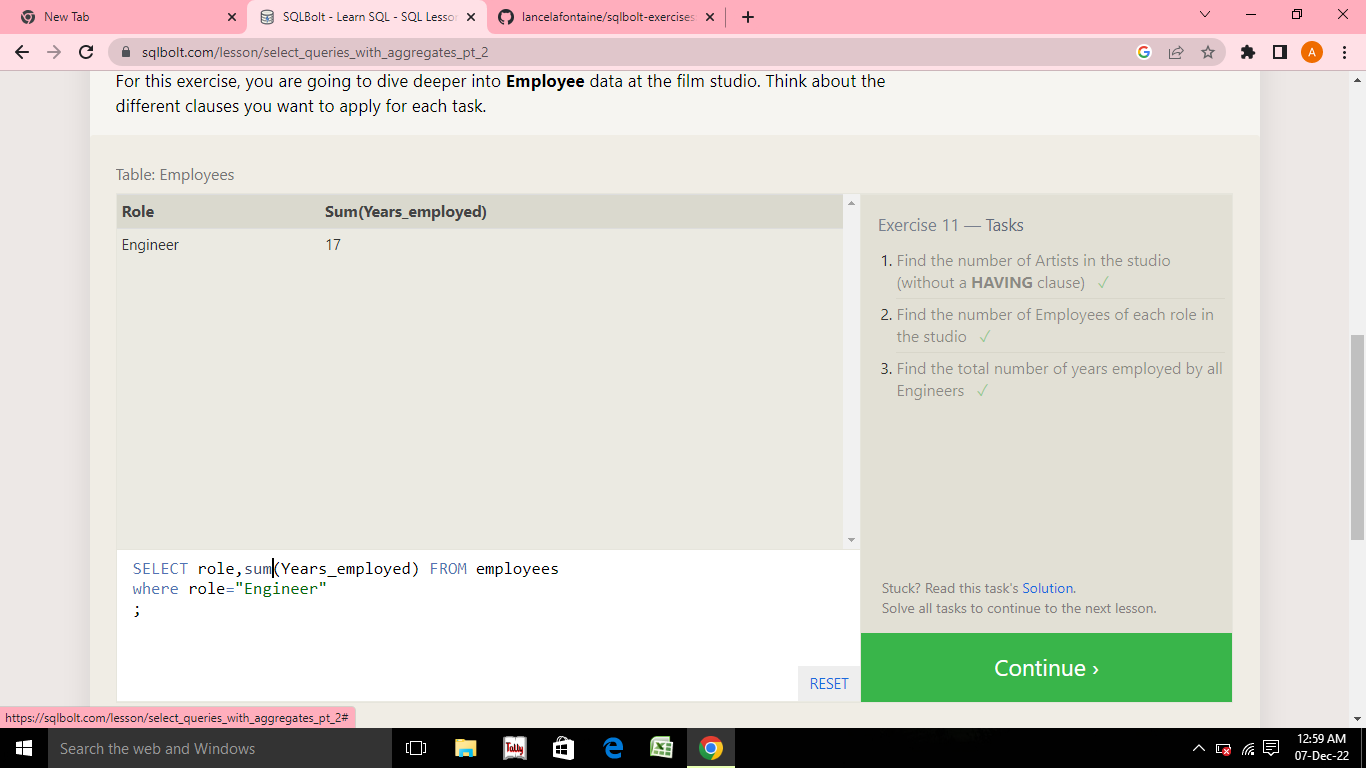 New Tab
SQLBolt - Learn SQL - SQL Lesson
lancelafontaine/sqlbolt-exercises
sqlbolt.com/lesson/select_queries_with_aggregates_pt_2
A
For this exercise, you are going to dive deeper into Employee data at the film studio. Think about the
different clauses you want to apply for each task.
Table: Employees
Role Sum(Years_employed)
Engineer 17
Exercise 11 — Tasks
1. Find the number of Artists in the studio
(without a HAVING clause) ✓
2. Find the number of Employees of each role in
the studio ✓
3. Find the total number of years employed by all
Engineers ✓
SELECT role,sum(Years_employed) FROM employees
where role="Engineer"
;
Stuck? Read this task's Solution.
Solve all tasks to continue to the next lesson.
RESET
Continue ›
https://sqlbolt.com/lesson/select_queries_with_aggregates_pt_2#
Search the web and Windows
Tally
12:59 AM
07-Dec-22